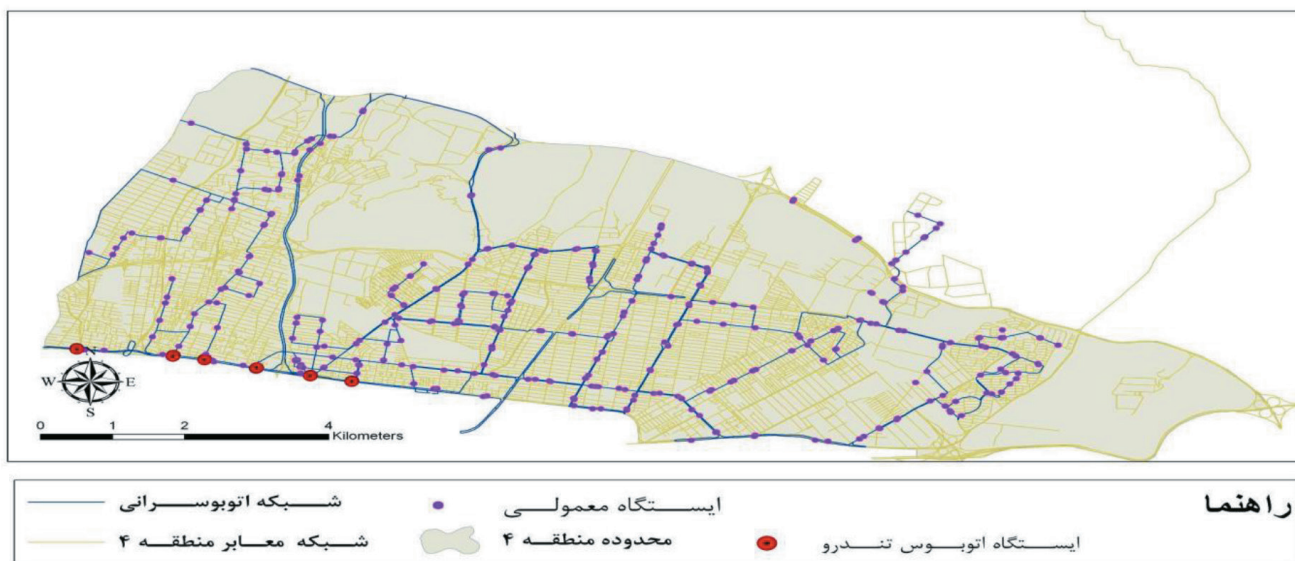 N
W E
S
0 1 2 4
Kilometers
راهنما
ایستگاه معمولی
شبکه اتوبوسرانی
ایستگاه اتوبوس تندرو
محدوده منطقه ۴
شبکه معابر منطقه ۴